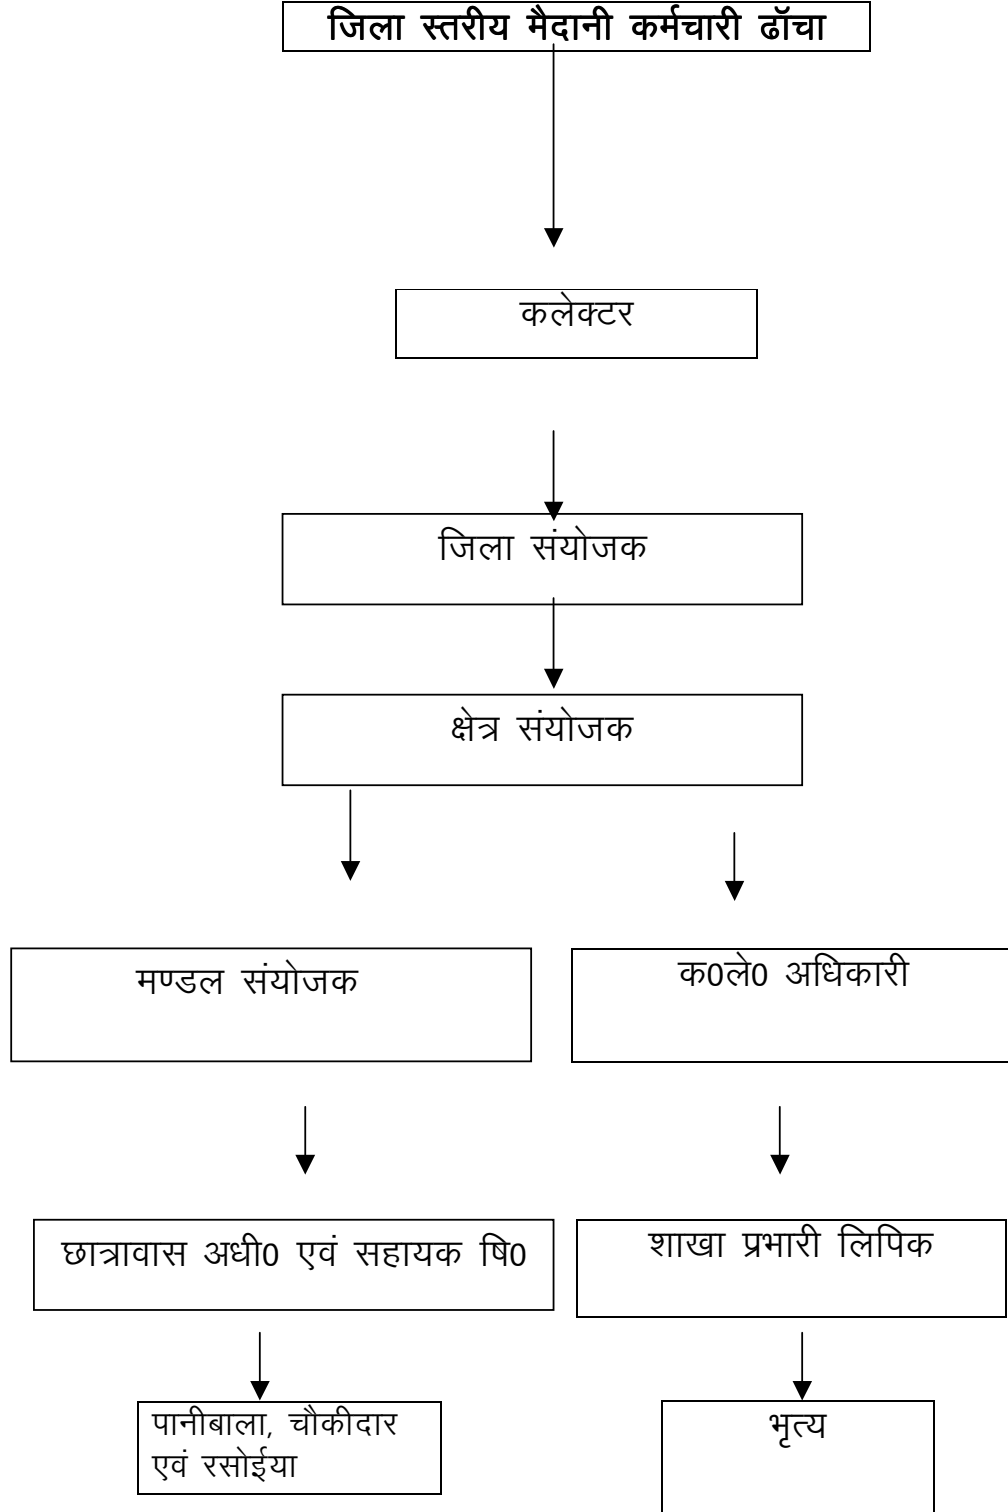 जिला स्तरीय मैदानी कर्मचारी ढॉचा
कलेक्टर
जिला संयोजक
क्षेत्र संयोजक
मण्डल संयोजक
क0ले0 अधिकारी
छात्रावास अधी0 एवं सहायक षि0
शाखा प्रभारी लिपिक
पानीबाला, चौकीदार
एवं रसोईया
भृत्य